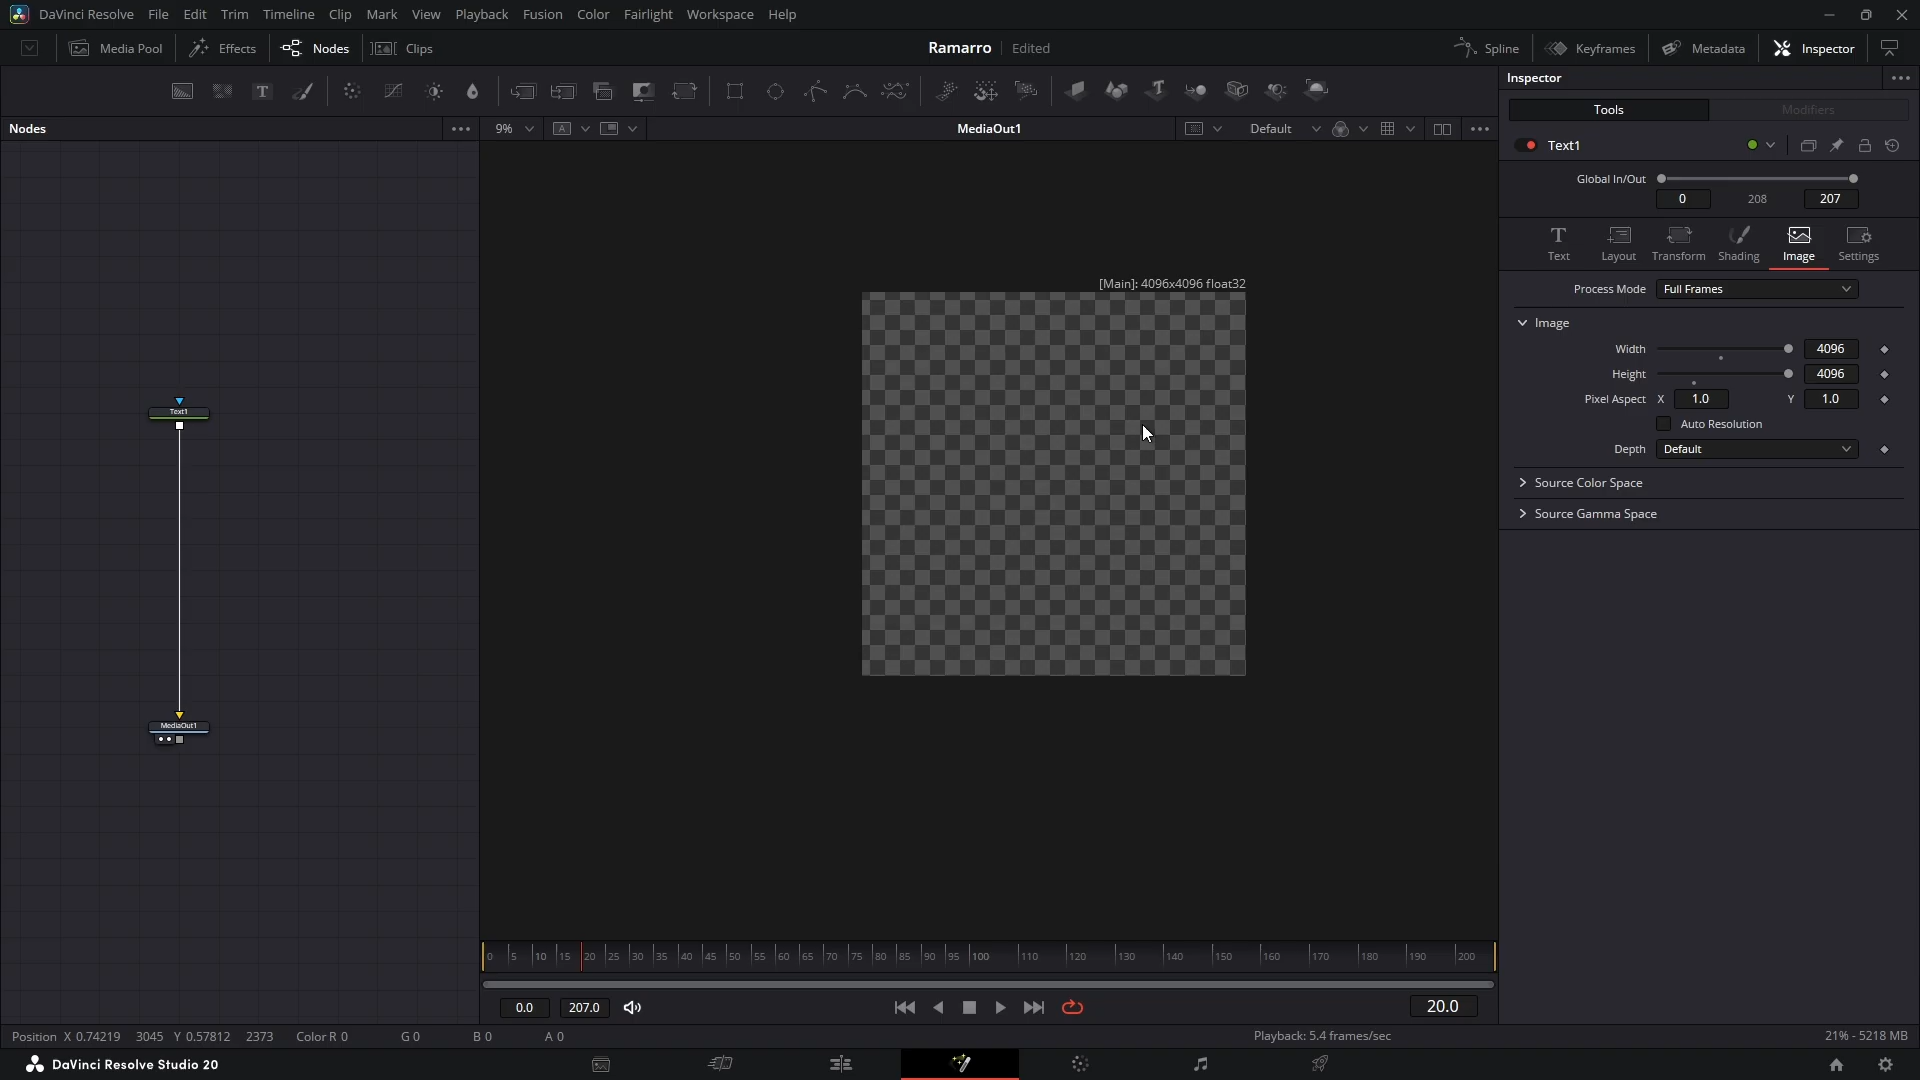 DaVinci Resolve File Edit Trim Timeline Clip Mark View Playback Fusion Color Fairlight Workspace Help
Media Pool Effects Nodes Clips Ramarro Edited Spline Keyframes Metadata Inspector
Inspector
Tools Modifiers
Nodes 9% A MediaOut1 Default
Text1
Global In/Out
0 208 207
Text Layout Transform Shading Image Settings
Process Mode Full Frames
Image
Width 4096
Height 4096
Pixel Aspect X 1.0 Y 1.0
Auto Resolution
Depth Default
Source Color Space
Source Gamma Space
[Main]: 4096x4096 float32
Text1
MediaOut1
0 5 10 15 20 25 30 35 40 45 50 55 60 65 70 75 80 85 90 95 100 110 120 130 140 150 160 170 180 190 200
0.0 207.0 20.0
Position X 0.74219 3045 Y 0.57812 2373 Color R 0 G 0 B 0 A 0 Playback: 5.4 frames/sec 21% - 5218 MB
DaVinci Resolve Studio 20